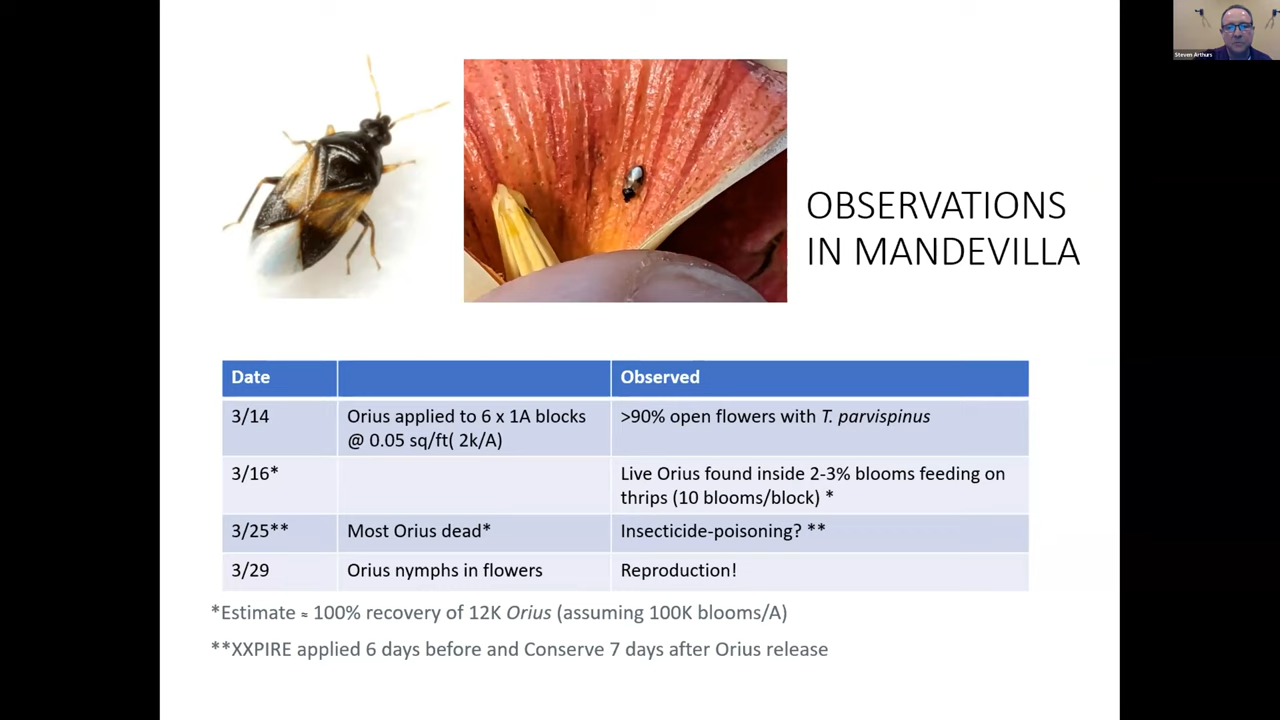 Steven Arthurs
OBSERVATIONS
IN MANDEVILLA
Date
Observed
3/14
Orius applied to 6 x 1A blocks
@ 0.05 sq/ft( 2k/A)
>90% open flowers with T. parvispinus
3/16*
Live Orius found inside 2-3% blooms feeding on
thrips (10 blooms/block) *
3/25**
Most Orius dead*
Insecticide-poisoning? **
3/29
Orius nymphs in flowers
Reproduction!
*Estimate ≈ 100% recovery of 12K Orius (assuming 100K blooms/A)
**XXPIRE applied 6 days before and Conserve 7 days after Orius release